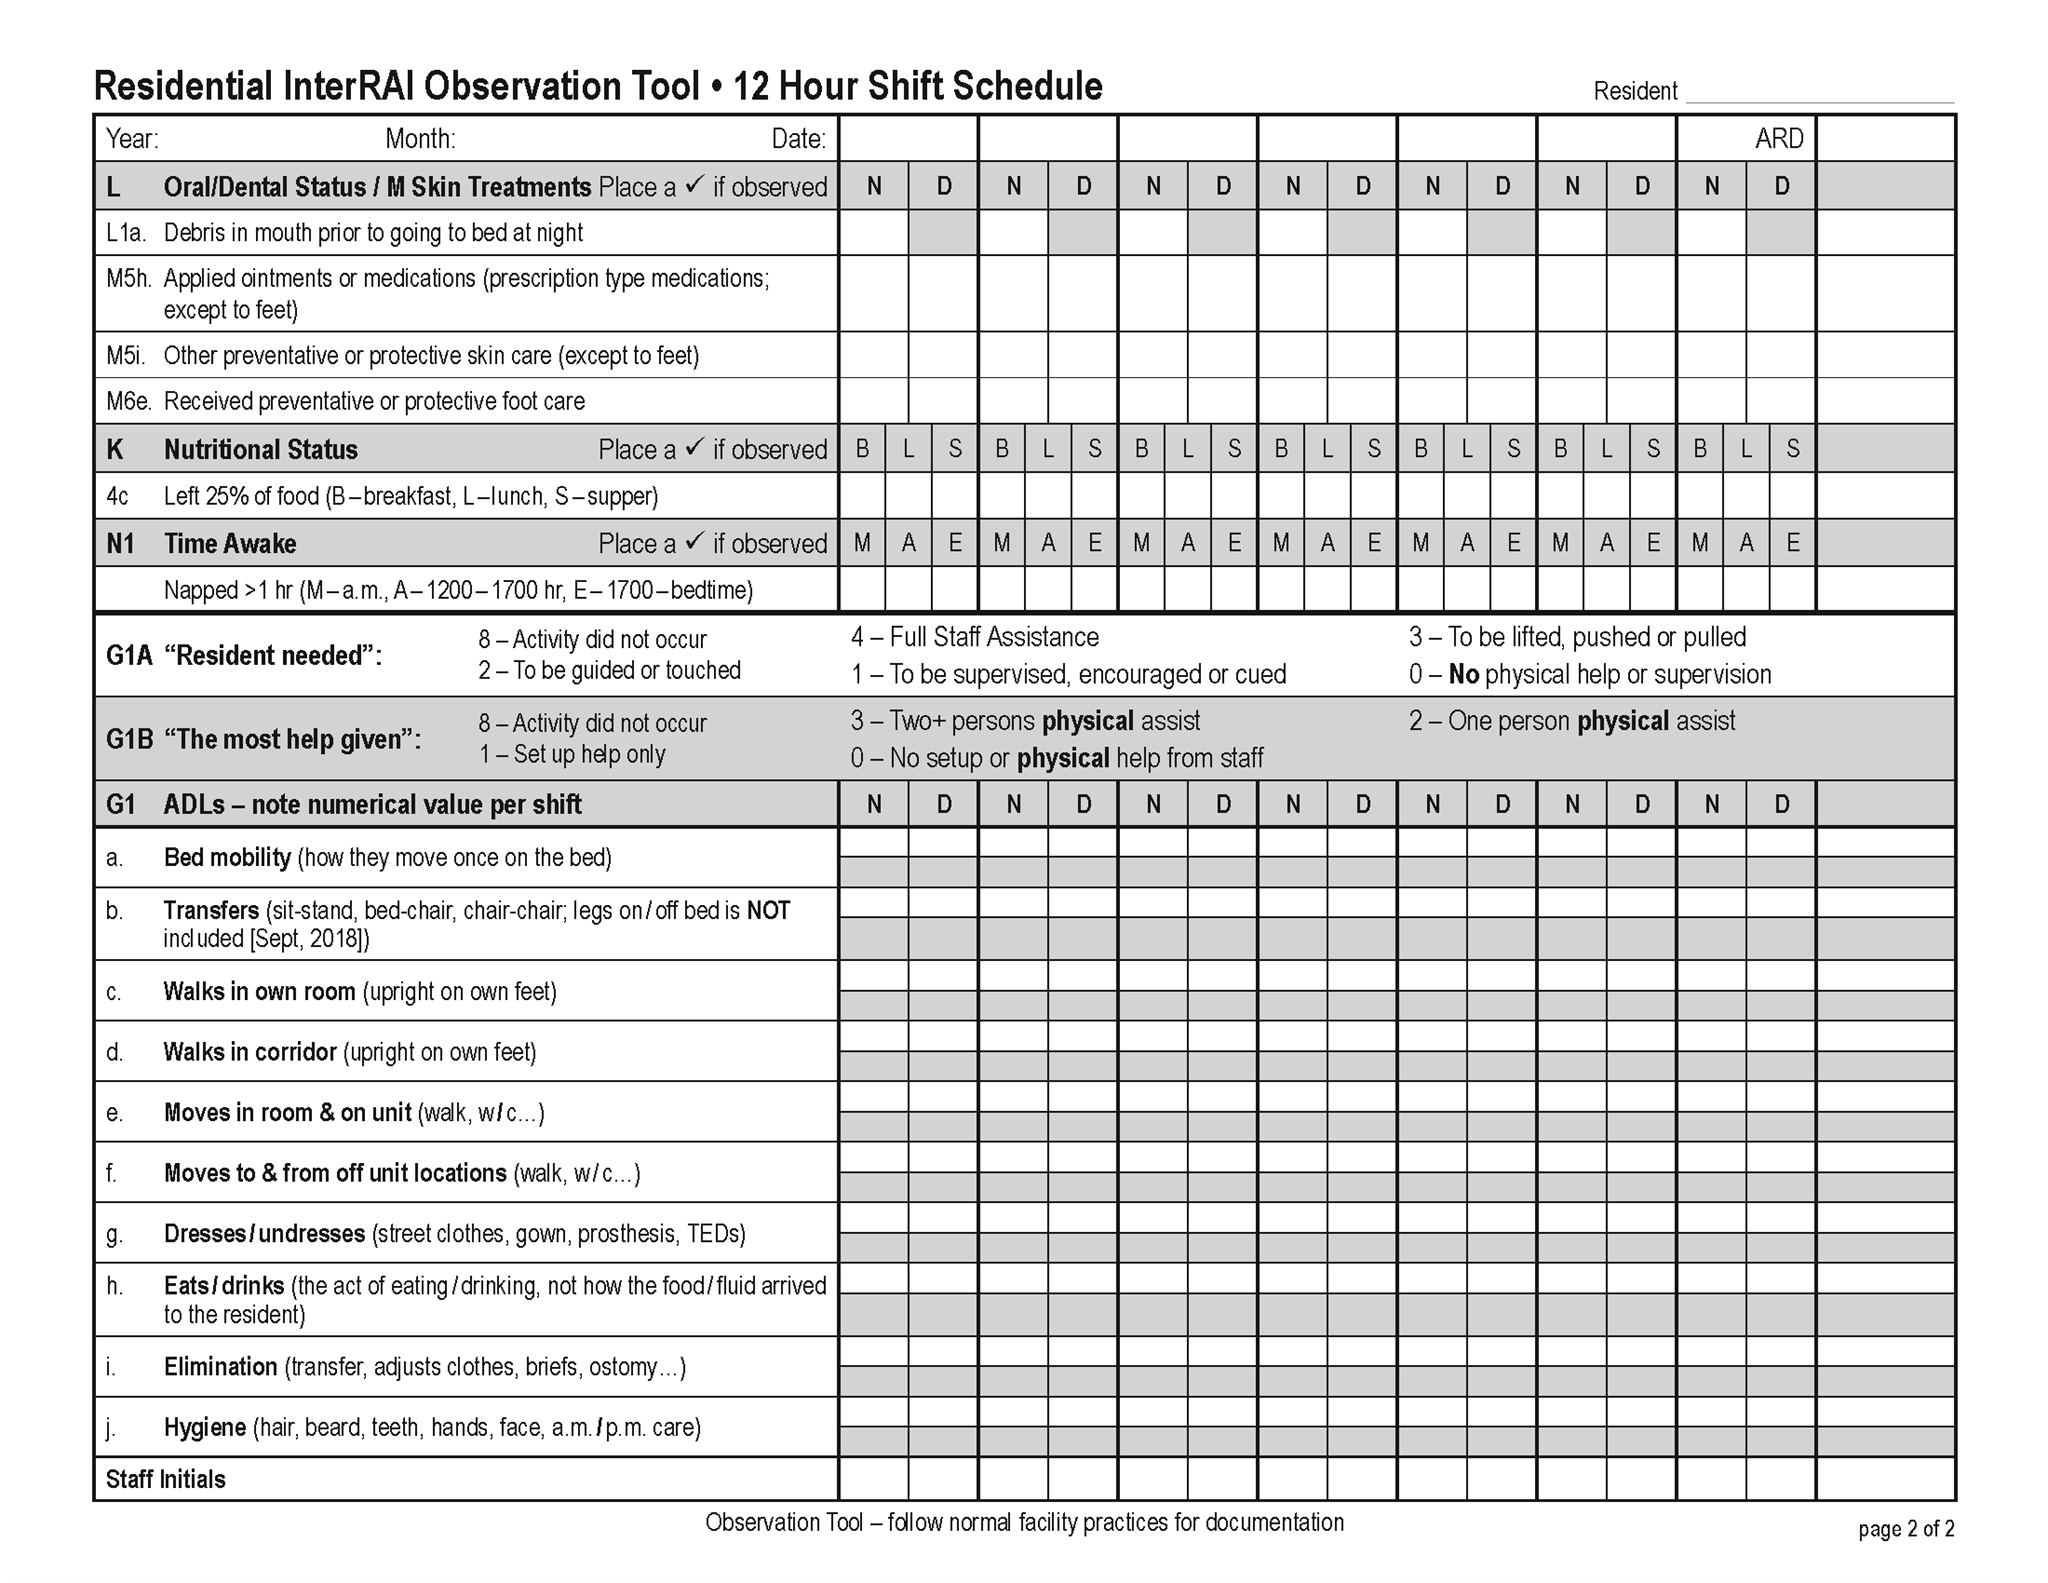 Residential InterRAI Observation Tool • 12 Hour Shift Schedule
Resident
Year: Month: Date: ARD
L Oral/Dental Status / M Skin Treatments Place a ✓ if observed N D N D N D N D N D N D N D
L1a. Debris in mouth prior to going to bed at night
M5h. Applied ointments or medications (prescription type medications;
except to feet)
M5i. Other preventative or protective skin care (except to feet)
M6e. Received preventative or protective foot care
K Nutritional Status Place a ✓ if observed B L S B L S B L S B L S B L S B L S B L S
4c Left 25% of food (B – breakfast, L – lunch, S – supper)
N1 Time Awake Place a ✓ if observed M A E M A E M A E M A E M A E M A E M A E
Napped >1 hr (M – a.m., A – 1200 – 1700 hr, E – 1700 – bedtime)
G1A “Resident needed”:
8 – Activity did not occur 4 – Full Staff Assistance 3 – To be lifted, pushed or pulled
2 – To be guided or touched 1 – To be supervised, encouraged or cued 0 – No physical help or supervision
G1B “The most help given”:
8 – Activity did not occur 3 – Two+ persons physical assist 2 – One person physical assist
1 – Set up help only 0 – No setup or physical help from staff
G1 ADLs – note numerical value per shift N D N D N D N D N D N D N D
a. Bed mobility (how they move once on the bed)
b. Transfers (sit-stand, bed-chair, chair-chair; legs on / off bed is NOT
included [Sept, 2018])
c. Walks in own room (upright on own feet)
d. Walks in corridor (upright on own feet)
e. Moves in room & on unit (walk, w / c…)
f. Moves to & from off unit locations (walk, w / c…)
g. Dresses / undresses (street clothes, gown, prosthesis, TEDs)
h. Eats / drinks (the act of eating / drinking, not how the food / fluid arrived
to the resident)
i. Elimination (transfer, adjusts clothes, briefs, ostomy…)
j. Hygiene (hair, beard, teeth, hands, face, a.m. / p.m. care)
Staff Initials
Observation Tool – follow normal facility practices for documentation
page 2 of 2